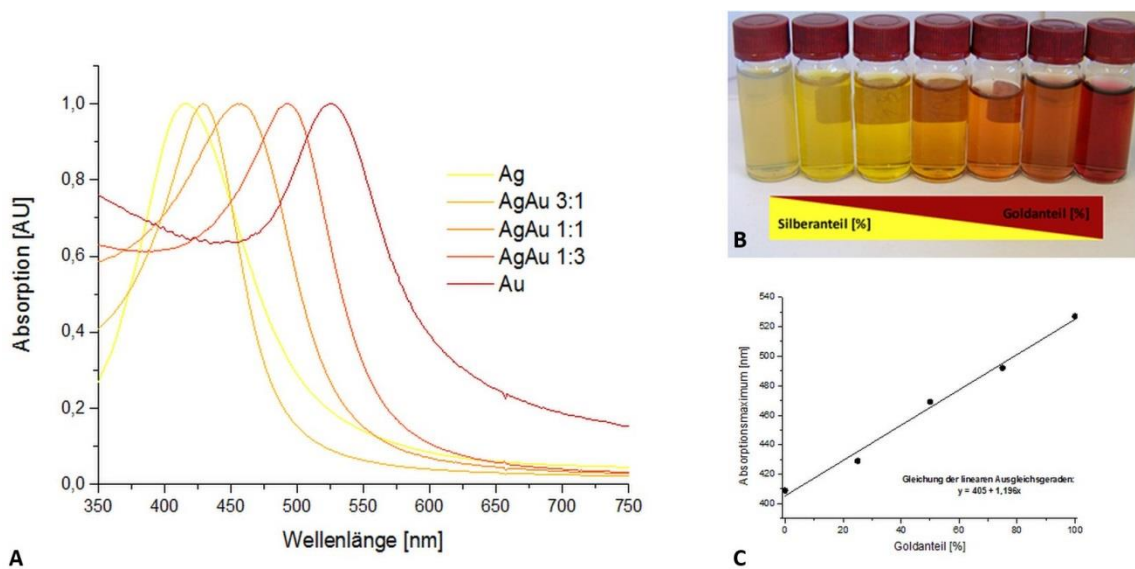 Absorption [AU]
1,0
0,8
0,6
0,4
0,2
0,0
350 400 450 500 550 600 650 700 750
Wellenlänge [nm]
Ag
AgAu 3:1
AgAu 1:1
AgAu 1:3
Au
A
Silberanteil [%]
Goldanteil [%]
B
Absorptionsmaximum [nm]
540
520
500
480
460
440
420
400
0 20 40 60 80 100
Goldanteil [%]
Gleichung der linearen Ausgleichsgeraden:
y = 405 + 1,196x
C